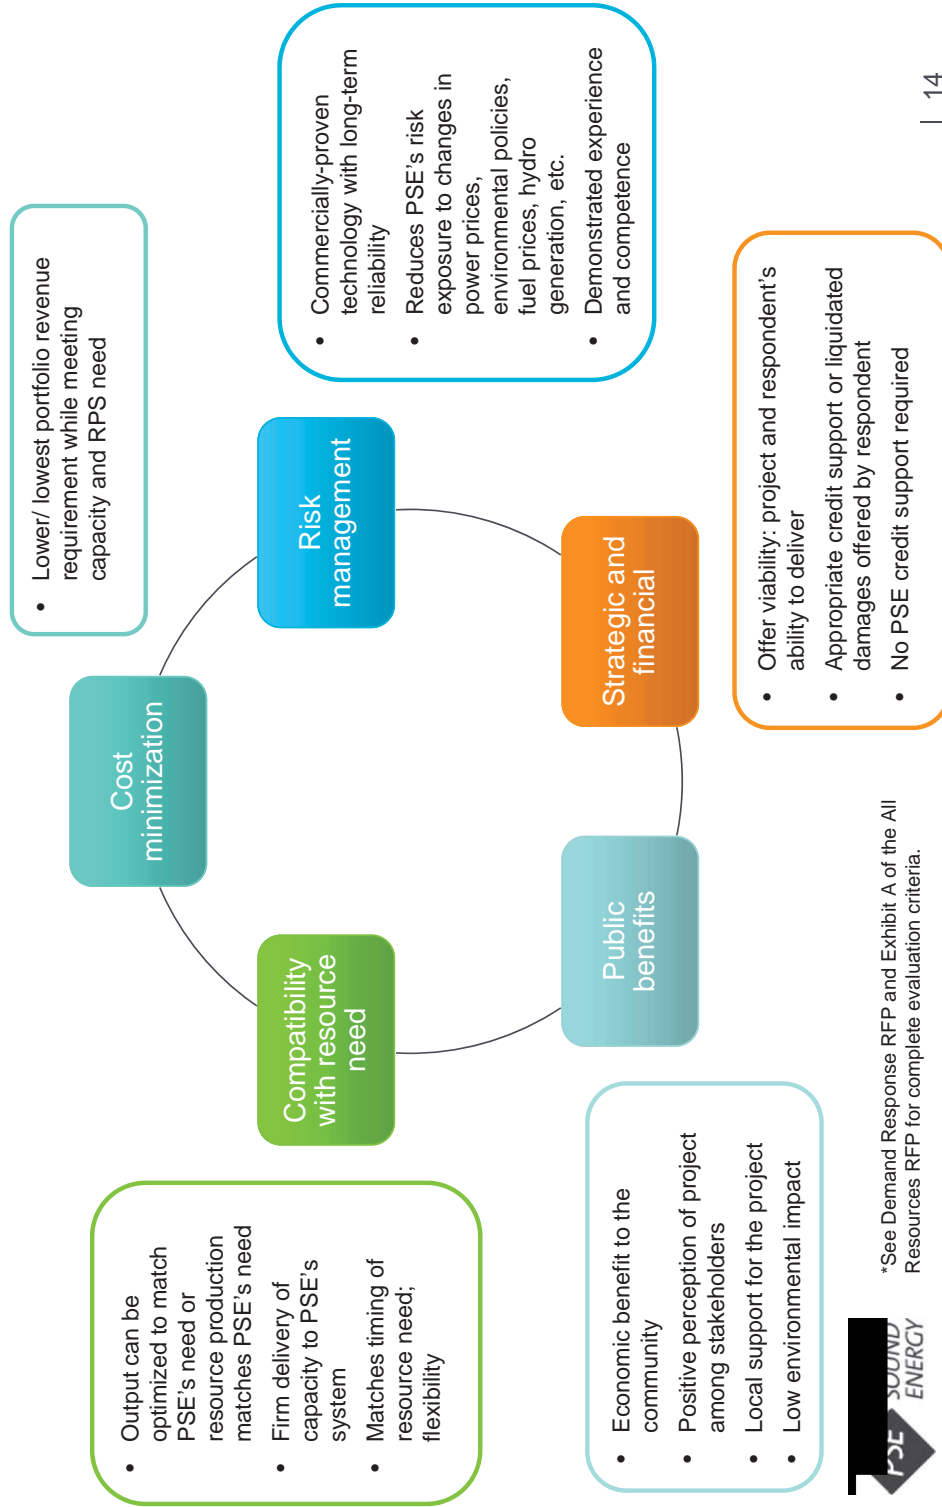 Cost
minimization
• Lower/ lowest portfolio revenue
requirement while meeting
capacity and RPS need
Compatibility
with resource
need
• Output can be
optimized to match
PSE's need or
resource production
matches PSE's need
• Firm delivery of
capacity to PSE's
system
• Matches timing of
resource need;
flexibility
Risk
management
• Commercially-proven
technology with long-term
reliability
• Reduces PSE's risk
exposure to changes in
power prices,
environmental policies,
fuel prices, hydro
generation, etc.
• Demonstrated experience
and competence
Public
benefits
• Economic benefit to the
community
• Positive perception of project
among stakeholders
• Local support for the project
• Low environmental impact
Strategic and
financial
• Offer viability: project and respondent's
ability to deliver
• Appropriate credit support or liquidated
damages offered by respondent
• No PSE credit support required
*See Demand Response RFP and Exhibit A of the All
Resources RFP for complete evaluation criteria.
PSE
SOUND
ENERGY
| 14